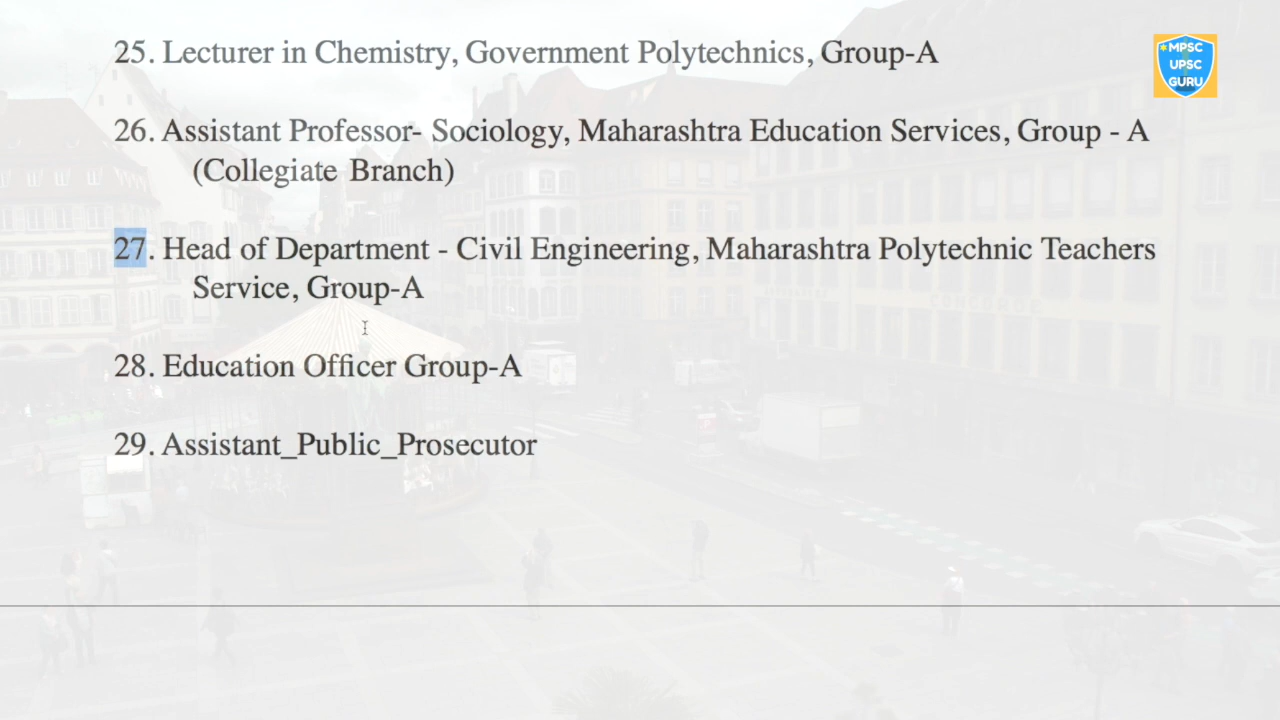 25. Lecturer in Chemistry, Government Polytechnics, Group-A
*MPSC
UPSC
GURU
26. Assistant Professor- Sociology, Maharashtra Education Services, Group - A
(Collegiate Branch)
27. Head of Department - Civil Engineering, Maharashtra Polytechnic Teachers
Service, Group-A
28. Education Officer Group-A
29. Assistant_Public_Prosecutor